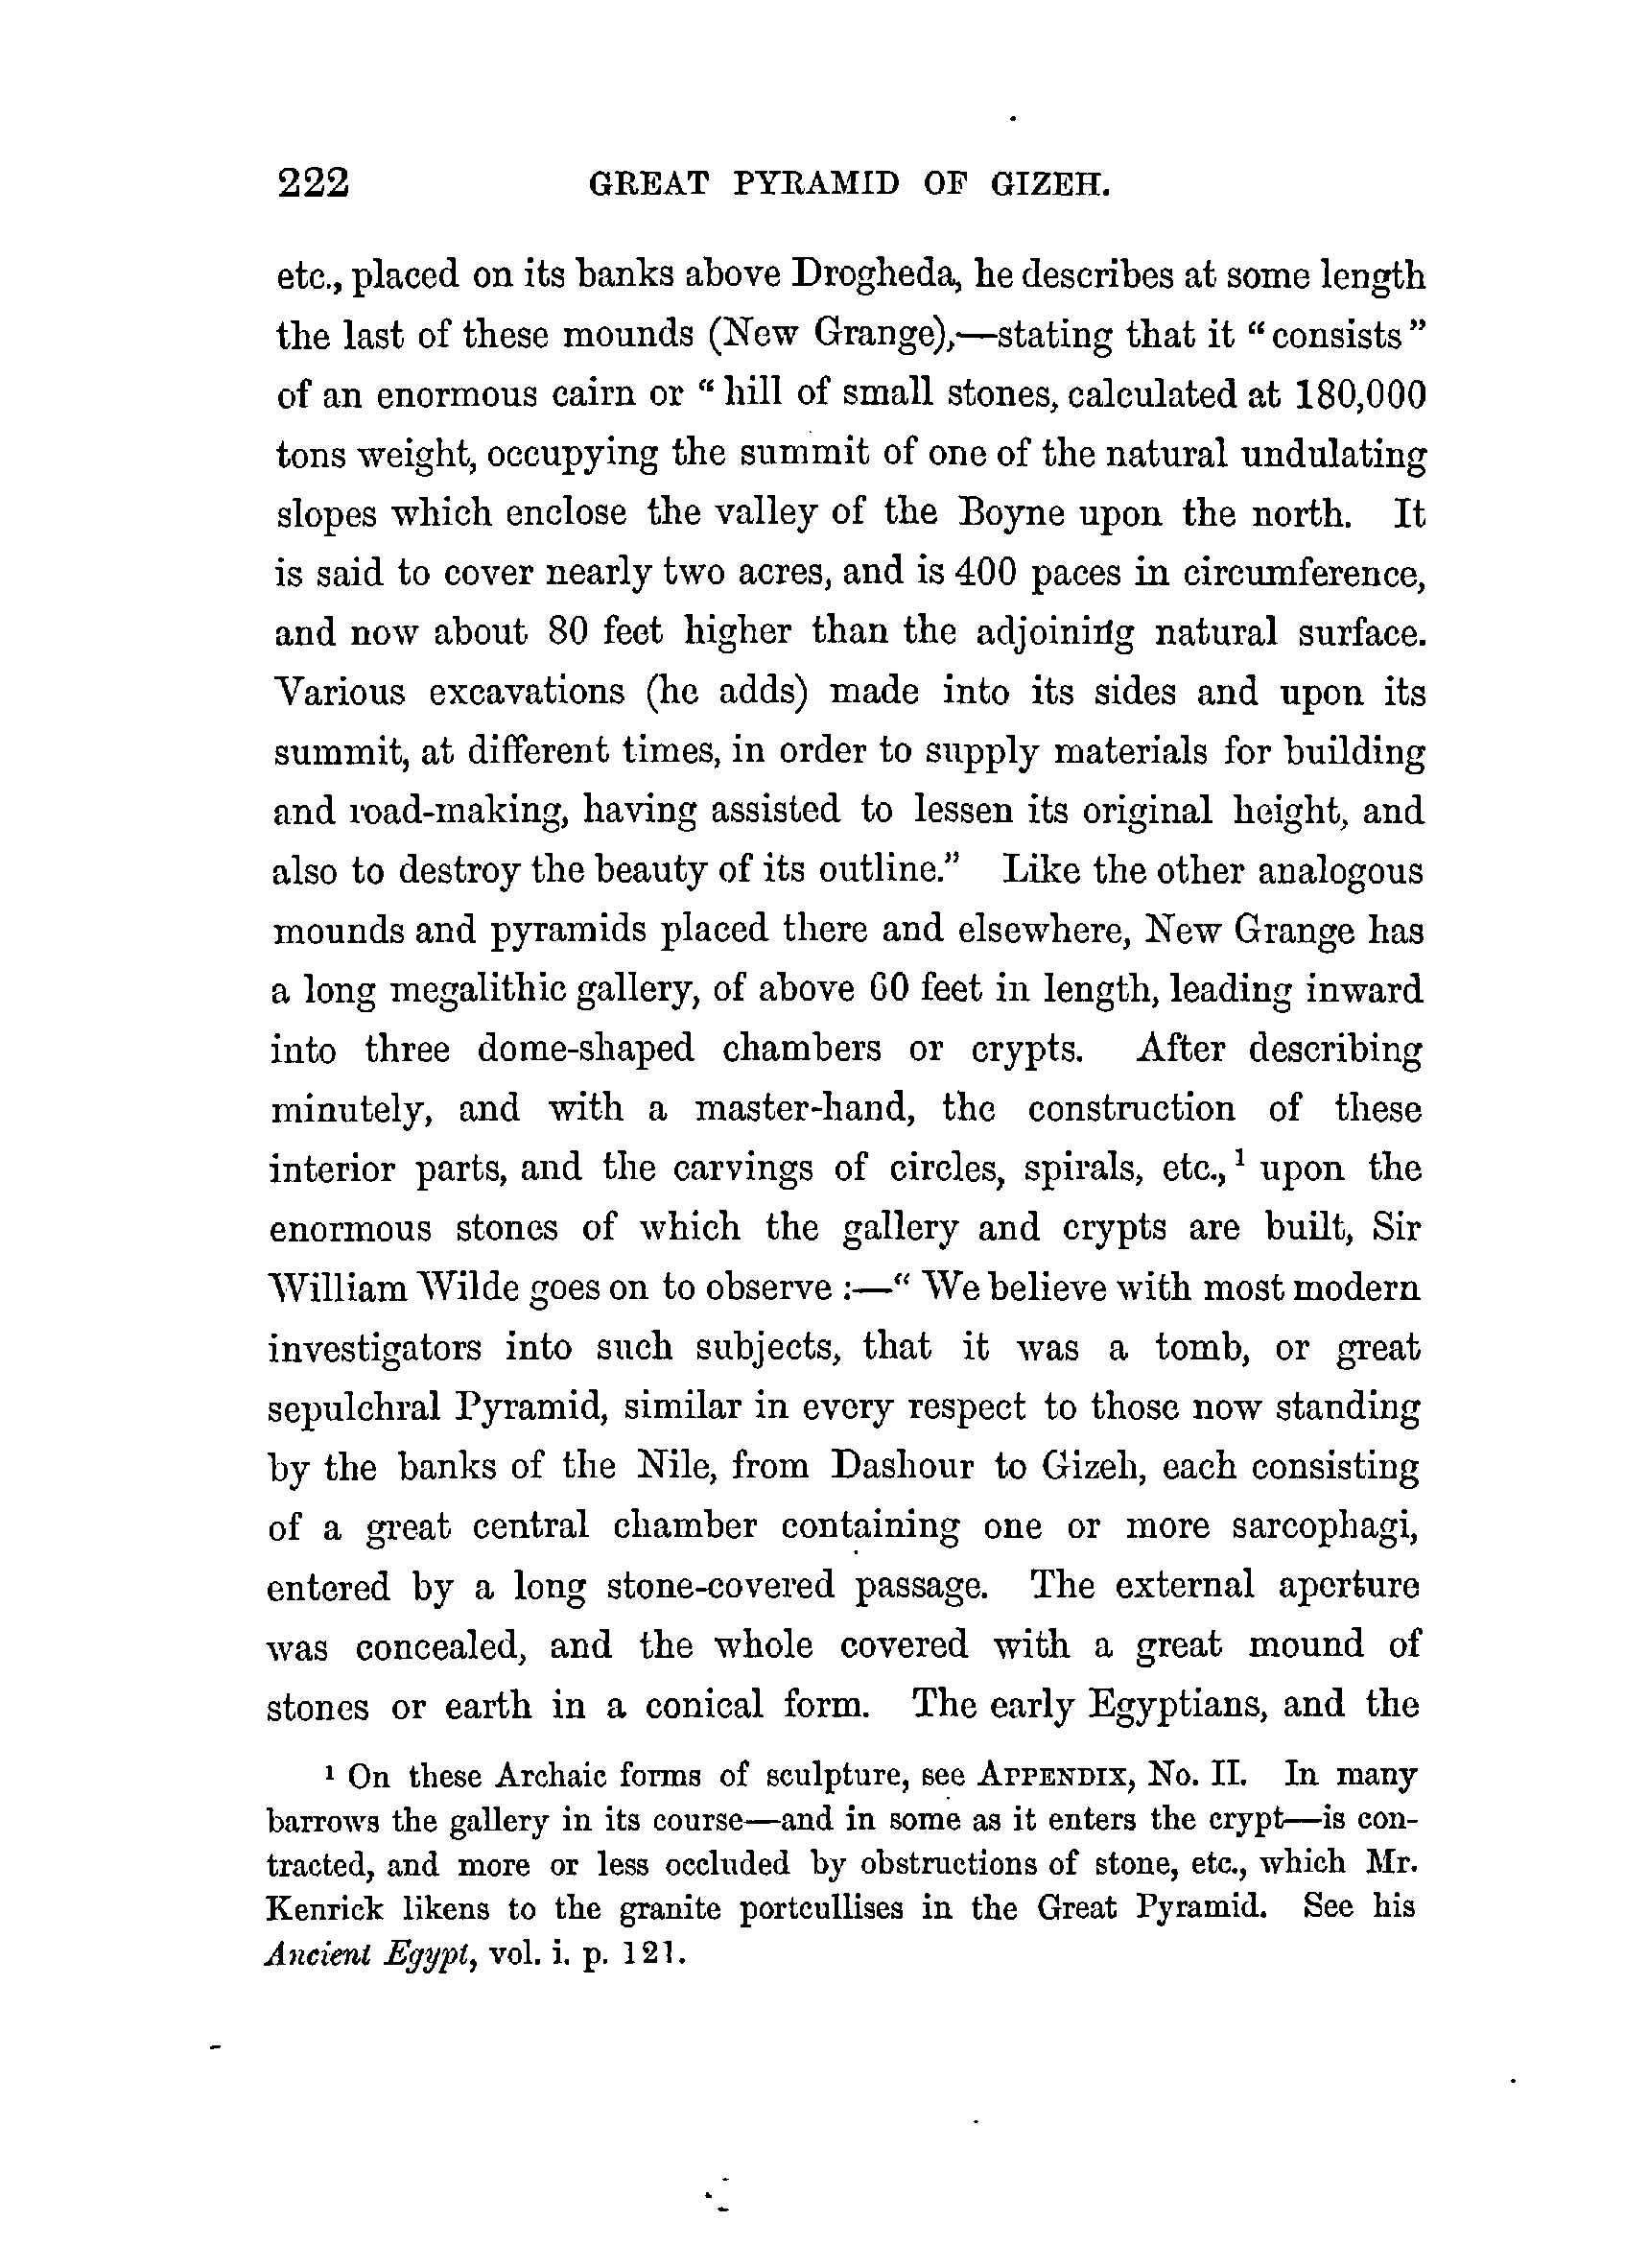 222 GREAT PYRAMID OF GIZEH.
etc., placed on its banks above Drogheda, he describes at some length
the last of these mounds (New Grange),—stating that it “consists”
of an enormous cairn or “hill of small stones, calculated at 180,000
tons weight, occupying the summit of one of the natural undulating
slopes which enclose the valley of the Boyne upon the north. It
is said to cover nearly two acres, and is 400 paces in circumference,
and now about 80 feet higher than the adjoining natural surface.
Various excavations (he adds) made into its sides and upon its
summit, at different times, in order to supply materials for building
and road-making, having assisted to lessen its original height, and
also to destroy the beauty of its outline.” Like the other analogous
mounds and pyramids placed there and elsewhere, New Grange has
a long megalithic gallery, of above 60 feet in length, leading inward
into three dome-shaped chambers or crypts. After describing
minutely, and with a master-hand, the construction of these
interior parts, and the carvings of circles, spirals, etc.,¹ upon the
enormous stones of which the gallery and crypts are built, Sir
William Wilde goes on to observe :—“ We believe with most modern
investigators into such subjects, that it was a tomb, or great
sepulchral Pyramid, similar in every respect to those now standing
by the banks of the Nile, from Dashour to Gizeh, each consisting
of a great central chamber containing one or more sarcophagi,
entered by a long stone-covered passage. The external aperture
was concealed, and the whole covered with a great mound of
stones or earth in a conical form. The early Egyptians, and the
¹ On these Archaic forms of sculpture, see APPENDIX, No. II. In many
barrows the gallery in its course—and in some as it enters the crypt—is con-
tracted, and more or less occluded by obstructions of stone, etc., which Mr.
Kenrick likens to the granite portcullises in the Great Pyramid. See his
Ancient Egypt, vol. i. p. 121.